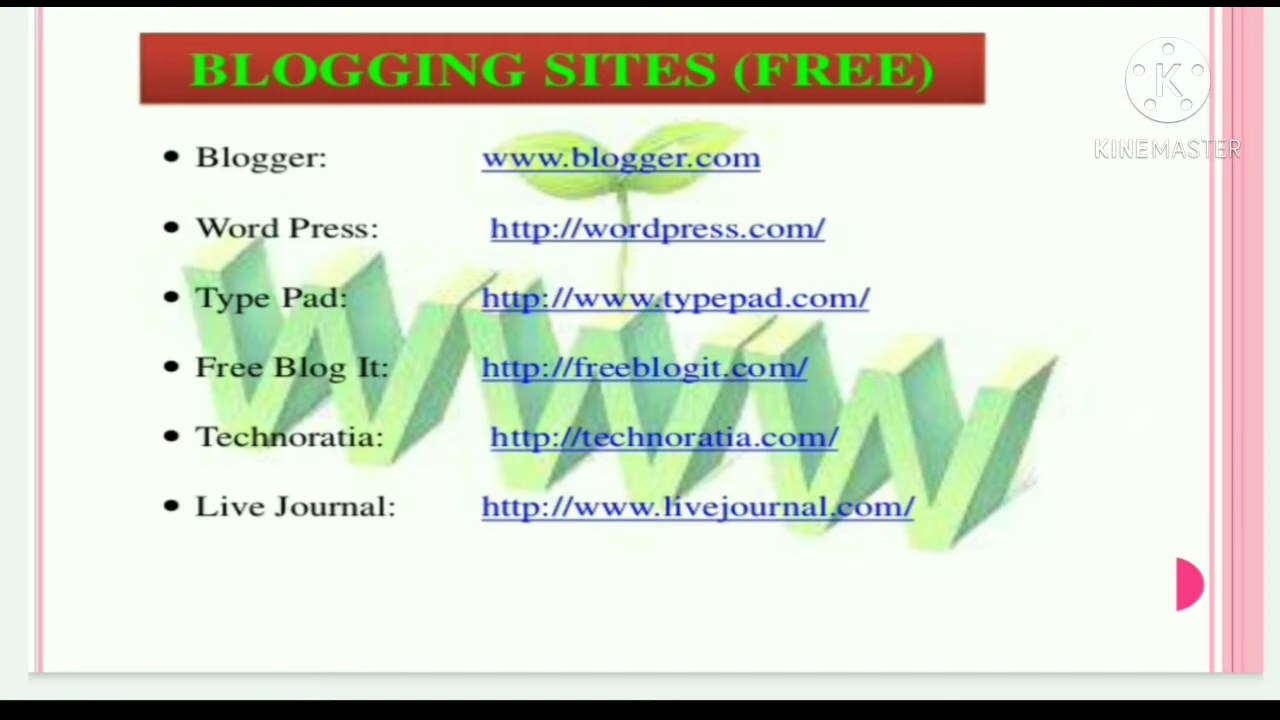 BLOGGING SITES (FREE)
K
KINEMASTER
• Blogger: www.blogger.com
• Word Press: http://wordpress.com/
• Type Pad: http://www.typepad.com/
• Free Blog It: http://freeblogit.com/
• Technoratia: http://technoratia.com/
• Live Journal: http://www.livejournal.com/
WWW